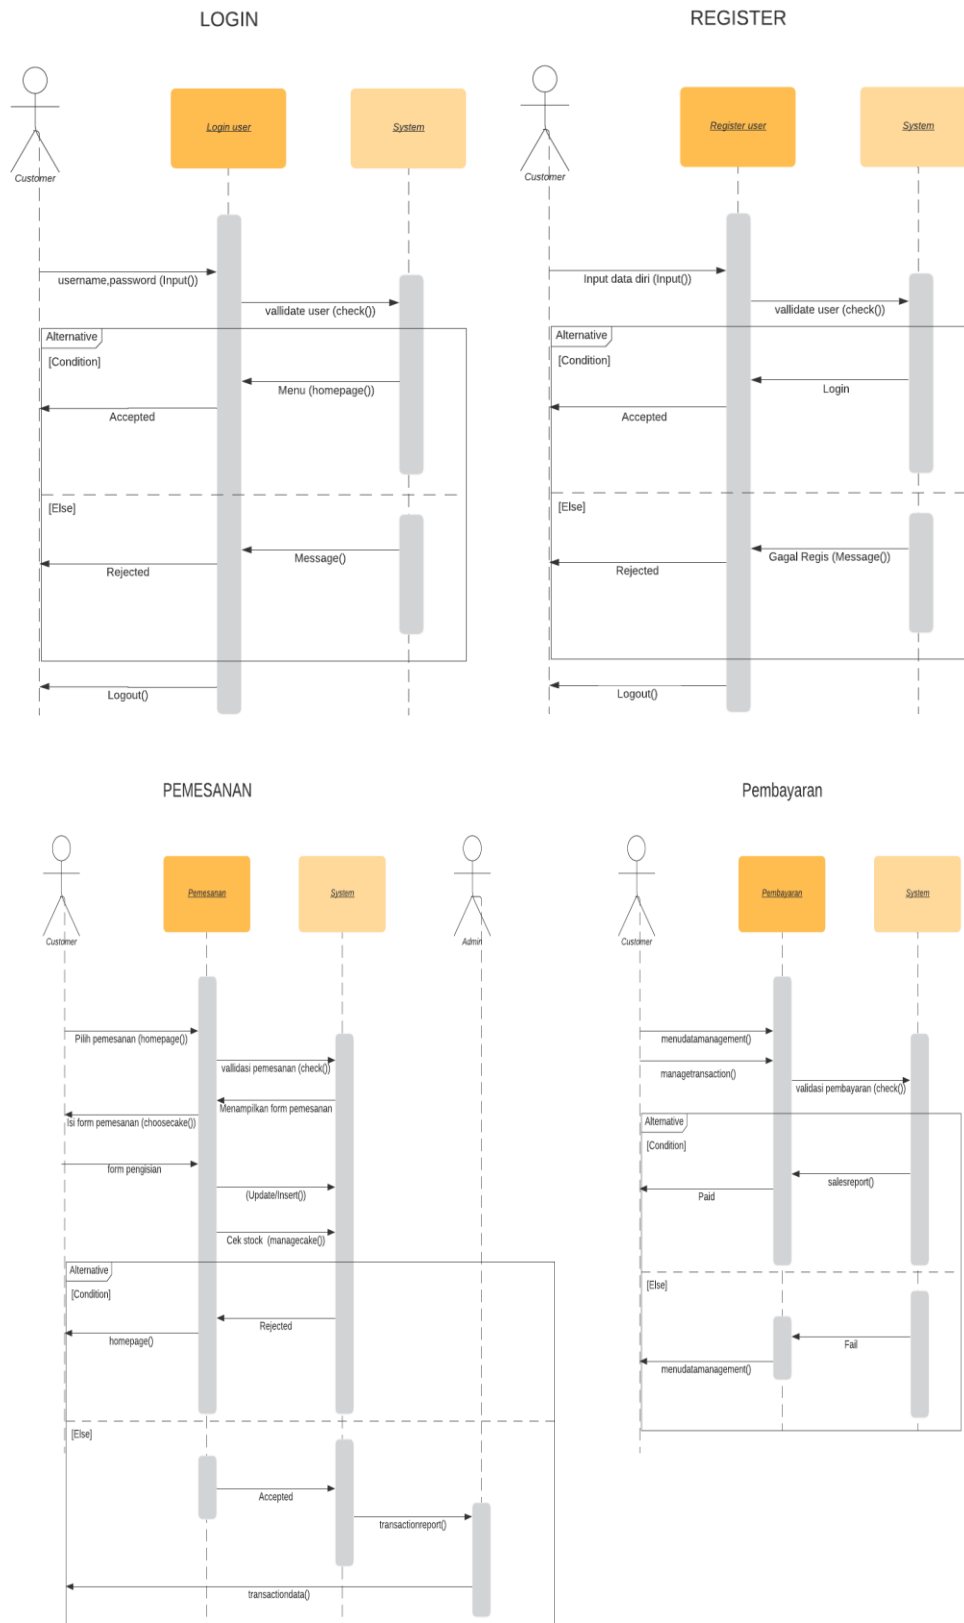 LOGIN
Customer
Login user
System
username,password (Input())
vallidate user (check())
Alternative
[Condition]
Menu (homepage())
Accepted
[Else]
Message()
Rejected
Logout()
REGISTER
Customer
Register user
System
Input data diri (Input())
vallidate user (check())
Alternative
[Condition]
Login
Accepted
[Else]
Gagal Regis (Message())
Rejected
Logout()
PEMESANAN
Customer
Pemesanan
System
Admin
Pilih pemesanan (homepage())
vallidasi pemesanan (check())
Menampilkan form pemesanan
Isi form pemesanan (choosecake())
form pengisian
(Update/Insert())
Cek stock (managecake())
Alternative
[Condition]
Rejected
homepage()
[Else]
Accepted
transactionreport()
transactiondata()
Pembayaran
Customer
Pembayaran
System
menudatamanagement()
managetransaction()
validasi pembayaran (check())
Alternative
[Condition]
salesreport()
Paid
[Else]
Fail
menudatamanagement()